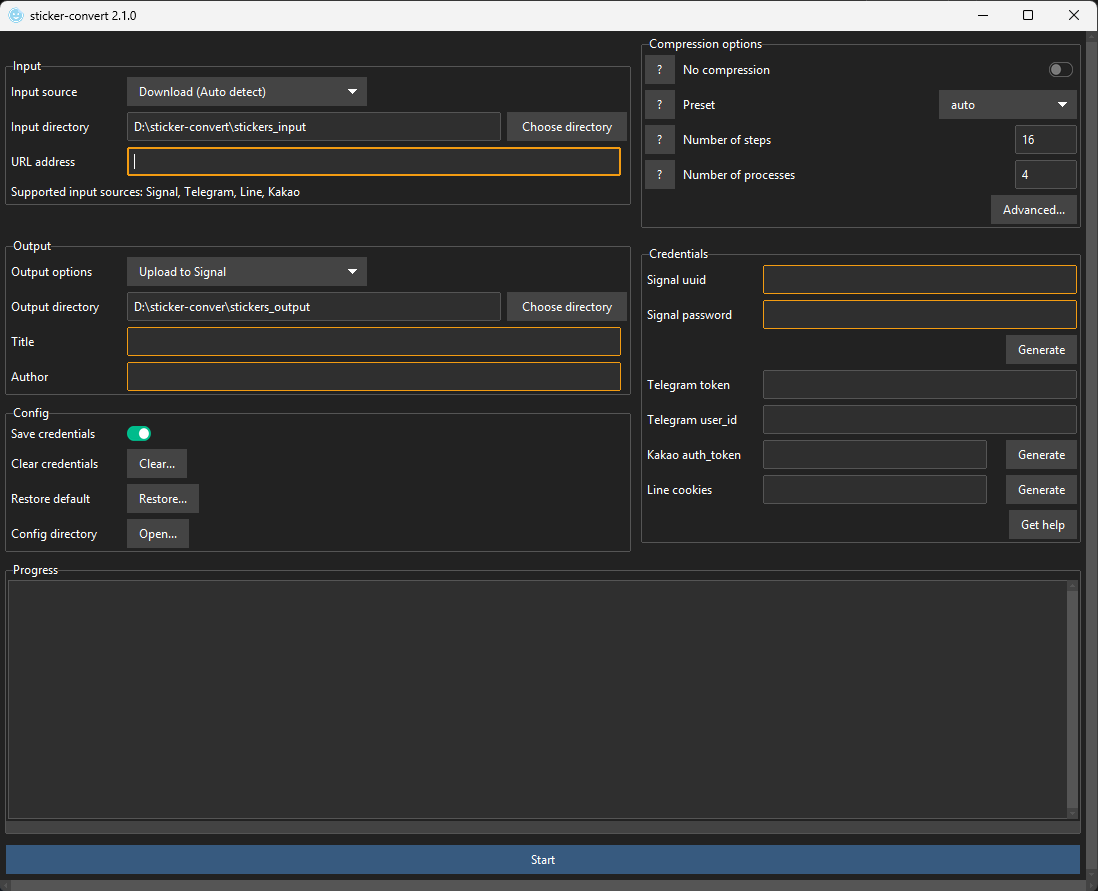 sticker-convert 2.1.0
Input
Input source
Download (Auto detect)
Input directory
D:\sticker-convert\stickers_input
Choose directory
URL address
Supported input sources: Signal, Telegram, Line, Kakao
Output
Output options
Upload to Signal
Output directory
D:\sticker-conver\stickers_output
Choose directory
Title
Author
Config
Save credentials
Clear credentials
Clear...
Restore default
Restore...
Config directory
Open...
Compression options
?
No compression
?
Preset
auto
?
Number of steps
16
?
Number of processes
4
Advanced...
Credentials
Signal uuid
Signal password
Generate
Telegram token
Telegram user_id
Kakao auth_token
Generate
Line cookies
Generate
Get help
Progress
Start